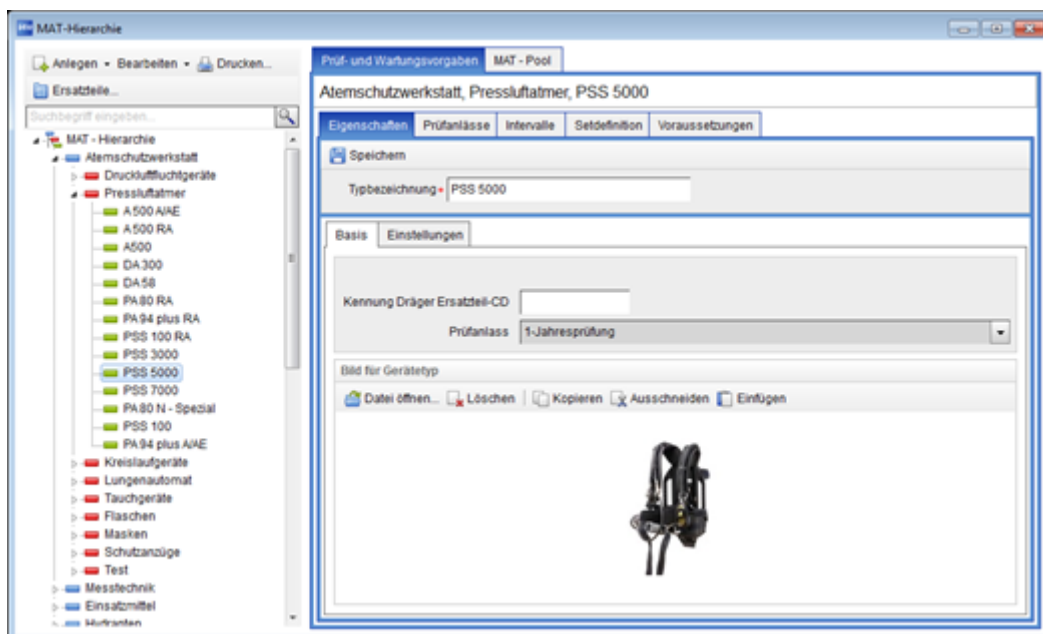 MAT-Hierarchie
Anlegen Bearbeiten Drucken...
Ersatzteile...
Suchbegriff eingeben...
MAT - Hierarchie
Atemschutzwerkstatt
Druckluftfluchtgeräte
Pressluftatmer
A 500 A/AE
A 500 RA
A500
DA 300
DA 58
PA 80 RA
PA 94 plus RA
PSS 100 RA
PSS 3000
PSS 5000
PSS 7000
PA 80 N - Spezial
PSS 100
PA 94 plus A/AE
Kreislaufgeräte
Lungenautomat
Tauchgeräte
Flaschen
Masken
Schutzanzüge
Test
Messtechnik
Einsatzmittel
Hydranten
Prüf- und Wartungsvorgaben MAT - Pool
Atemschutzwerkstatt, Pressluftatmer, PSS 5000
Eigenschaften Prüfanlässe Intervalle Setdefinition Voraussetzungen
Speichern
Typbezeichnung* PSS 5000
Basis Einstellungen
Kennung Dräger Ersatzteil-CD
Prüfanlass 1-Jahresprüfung
Bild für Gerätetyp
Datei öffnen... Löschen Kopieren Ausschneiden Einfügen